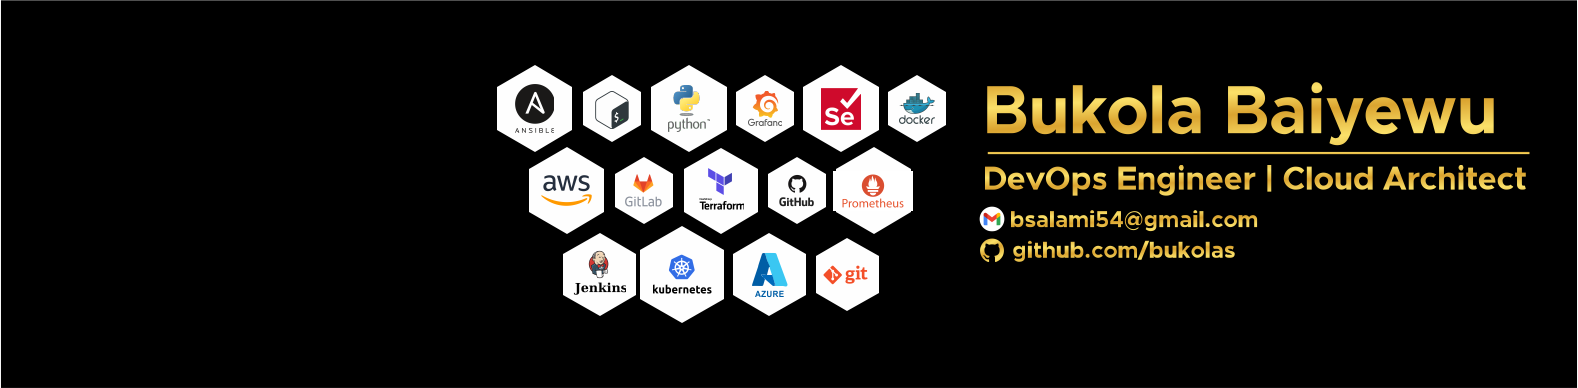 ANSIBLE
$_
python™
Grafana
Se
docker
Bukola Baiyewu
aws
GitLab
Terraform
GitHub
Prometheus
DevOps Engineer | Cloud Architect
bsalami54@gmail.com
github.com/bukolas
Jenkins
kubernetes
AZURE
git